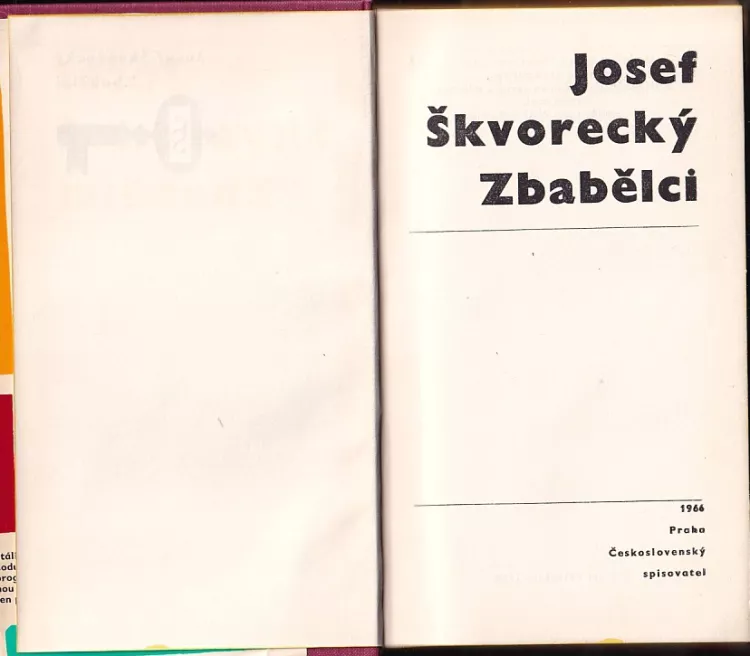 Josef
Škvorecký
Zbabělci
1966
Praha
Československý
spisovatel